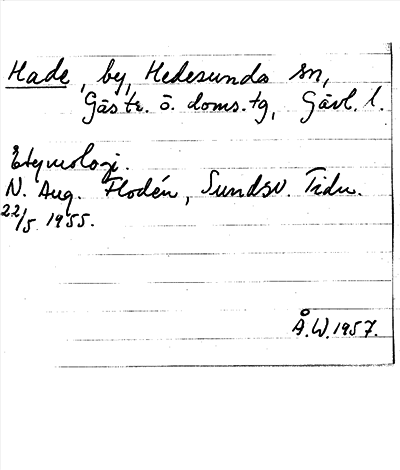 Hade, by, Hedesunda sn,
Gästr. ö. doms.tg, Gävl. l.
Etymologi.
N. Aug. Flodén, Sundsv. Tidn.
22/5 1955.
Å.W. 1957.